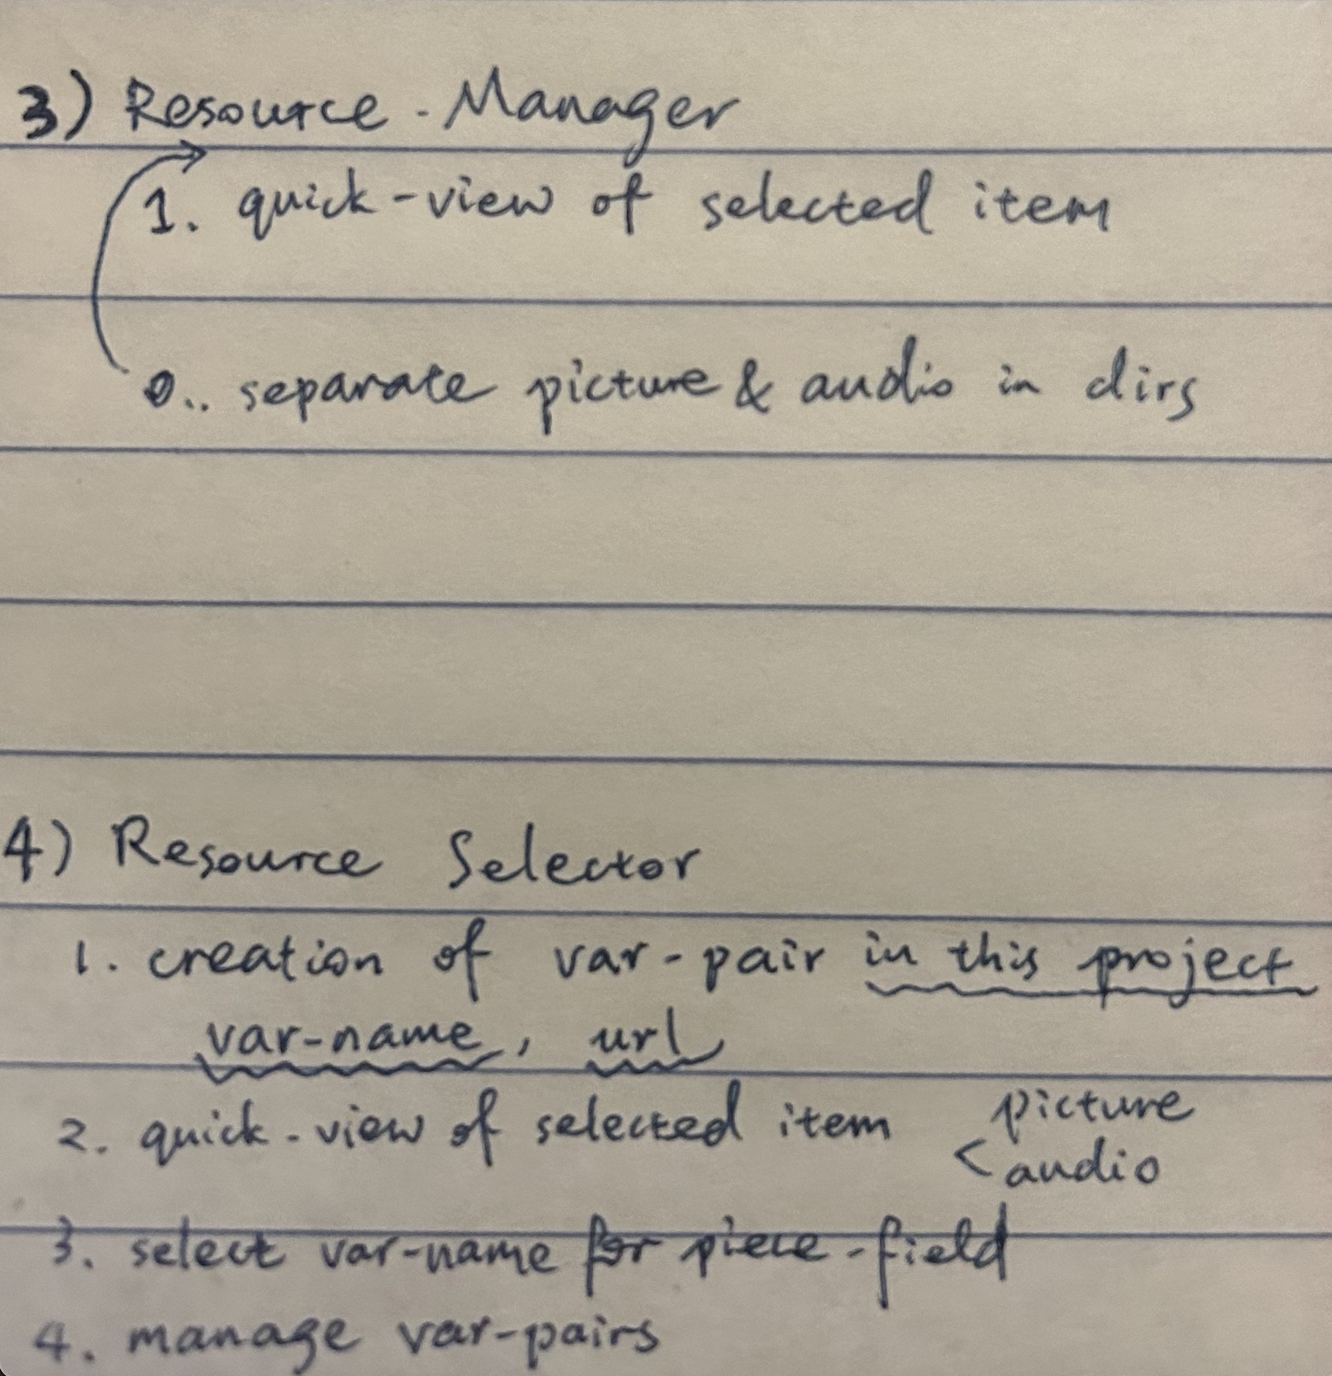 3) Resource-Manager
1. quick-view of selected item
0.. separate picture & audio in dirs
4) Resource Selector
1. creation of var-pair in this project
var-name, url
2. quick-view of selected item < picture
audio
3. select var-name for piece-field
4. manage var-pairs